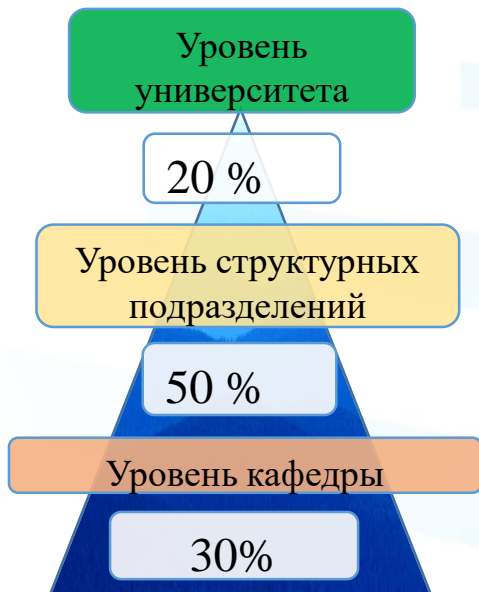 Уровень
университета
20 %
Уровень структурных
подразделений
50 %
Уровень кафедры
30%